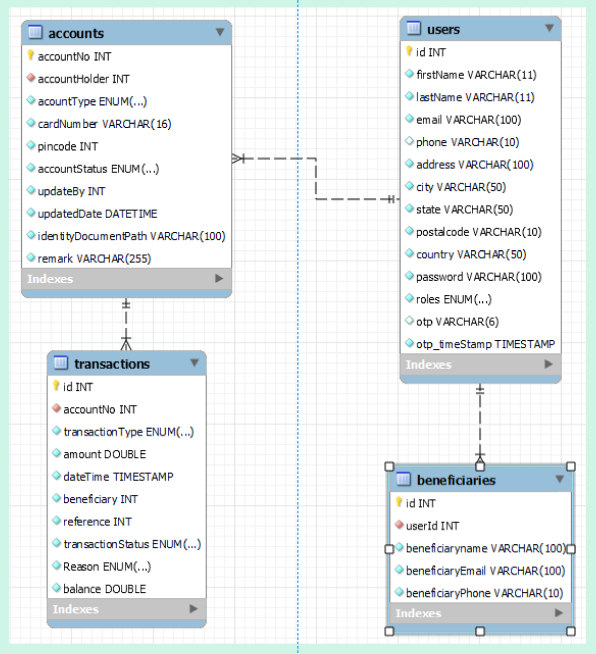 accounts
accountNo INT
accountHolder INT
acountType ENUM(...)
cardNumber VARCHAR(16)
pincode INT
accountStatus ENUM(...)
updateBy INT
updatedDate DATETIME
identityDocumentPath VARCHAR(100)
remark VARCHAR(255)
Indexes
users
id INT
firstName VARCHAR(11)
lastName VARCHAR(11)
email VARCHAR(100)
phone VARCHAR(10)
address VARCHAR(100)
city VARCHAR(50)
state VARCHAR(50)
postalcode VARCHAR(10)
country VARCHAR(50)
password VARCHAR(100)
roles ENUM(...)
otp VARCHAR(6)
otp_timeStamp TIMESTAMP
Indexes
transactions
id INT
accountNo INT
transactionType ENUM(...)
amount DOUBLE
dateTime TIMESTAMP
beneficiary INT
reference INT
transactionStatus ENUM(...)
Reason ENUM(...)
balance DOUBLE
Indexes
beneficiaries
id INT
userId INT
beneficiaryname VARCHAR(100)
beneficiaryEmail VARCHAR(100)
beneficiaryPhone VARCHAR(10)
Indexes